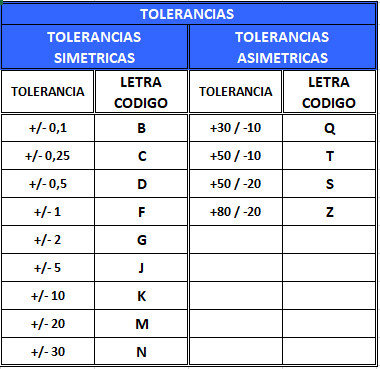 TOLERANCIAS
TOLERANCIAS SIMETRICAS
TOLERANCIAS ASIMETRICAS
TOLERANCIA LETRA CODIGO TOLERANCIA LETRA CODIGO
+/- 0,1 B +30 / -10 Q
+/- 0,25 C +50 / -10 T
+/- 0,5 D +50 / -20 S
+/- 1 F +80 / -20 Z
+/- 2 G
+/- 5 J
+/- 10 K
+/- 20 M
+/- 30 N